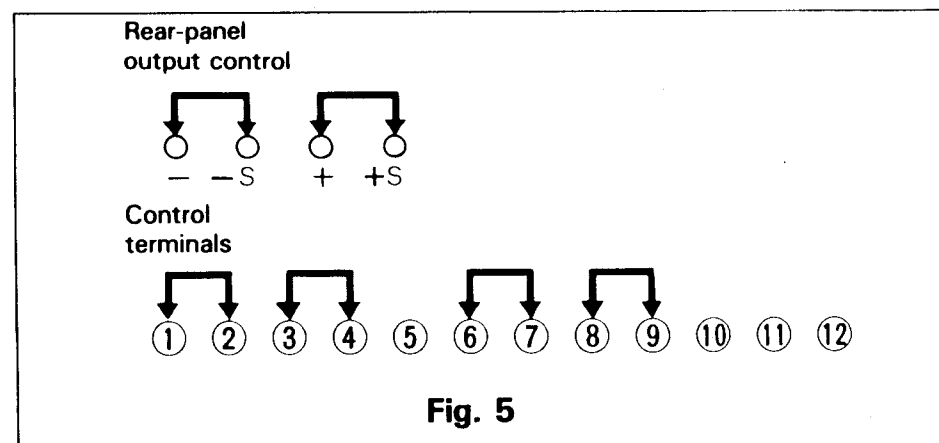 Rear-panel
output control
− −S + +S
Control
terminals
① ② ③ ④ ⑤ ⑥ ⑦ ⑧ ⑨ ⑩ ⑪ ⑫
Fig. 5